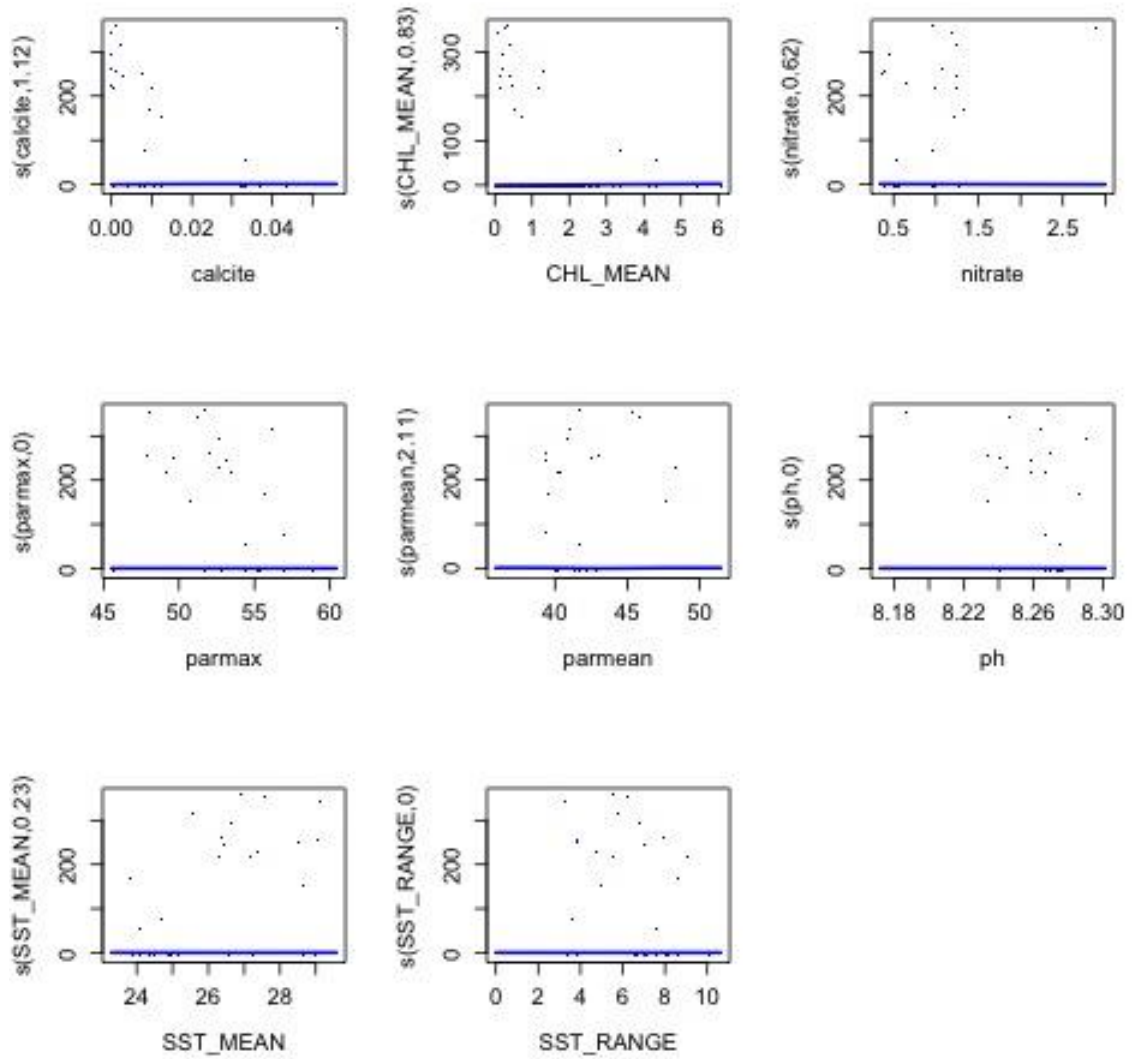 s(calcite,1.12)
200
0
0.00 0.02 0.04
calcite
s(CHL_MEAN,0.83)
300
100
0
0 1 2 3 4 5 6
CHL_MEAN
s(nitrate,0.62)
200
0
0.5 1.5 2.5
nitrate
s(parmax,0)
200
0
45 50 55 60
parmax
s(parmean,2.11)
200
0
40 45 50
parmean
s(ph,0)
200
0
8.18 8.22 8.26 8.30
ph
s(SST_MEAN,0.23)
200
0
24 26 28
SST_MEAN
s(SST_RANGE,0)
200
0
0 2 4 6 8 10
SST_RANGE